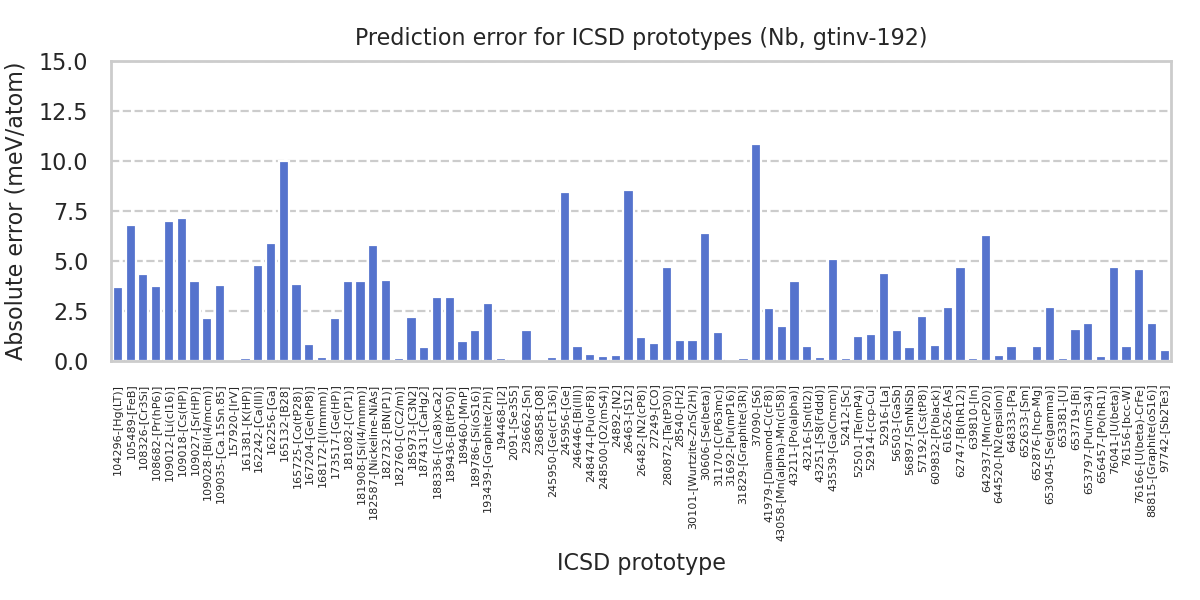 Prediction error for ICSD prototypes (Nb, gtinv-192)
Absolute error (meV/atom)
15.0
12.5
10.0
7.5
5.0
2.5
0.0
104296-[Hg(LT)]
105489-[FeB]
108326-[Cr3Si]
108682-[Pr(hP6)]
109012-[Li(cI16)]
109018-[Cs(HP)]
109027-[Sr(HP)]
109028-[Bi(I4/mcm)]
109035-[Ca.15Sn.85]
157920-[IrV]
161381-[K(HP)]
162242-[Ca(III)]
162256-[Ga]
165132-[B28]
165725-[Co(tP28)]
167204-[Ge(hP8)]
168172-[I(Immm)]
173517-[Ge(HP)]
181082-[C(P1)]
181908-[Si(I4/mmm)]
182587-[Nickeline-NiAs]
182732-[BN(P1)]
182760-[C(C2/m)]
185973-[C3N2]
187431-[CaHg2]
188336-[(Ca8)xCa2]
189436-[B(tP50)]
189460-[MnP]
189786-[Si(oS16)]
193439-[Graphite(2H)]
194468-[I2]
2091-[Se3S5]
236662-[Sn]
236858-[O8]
245950-[Ge(cF136)]
245956-[Ge]
246446-[Bi(III)]
248474-[Pu(oF8)]
248500-[O2(mS4)]
24892-[N2]
26463-[S12]
26482-[N2(cP8)]
27249-[CO]
280872-[Ta(tP30)]
28540-[H2]
30101-[Wurtzite-ZnS(2H)]
30606-[Se(beta)]
31170-[C(P63mc)]
31692-[Pu(mP16)]
31829-[Graphite(3R)]
37090-[S6]
41979-[Diamond-C(cF8)]
43058-[Mn(alpha)-Mn(cI58)]
43211-[Po(alpha)]
43216-[Sn(tI2)]
43251-[S8(Fddd)]
43539-[Ga(Cmcm)]
52412-[Sc]
52501-[Te(mP4)]
52914-[ccp-Cu]
52916-[La]
56503-[GaSb]
56897-[SmNiSb]
57192-[Cs(tP8)]
609832-[P(black)]
616526-[As]
62747-[B(hR12)]
639810-[In]
642937-[Mn(cP20)]
644520-[N2(epsilon)]
648333-[Pa]
652633-[Sm]
652876-[hcp-Mg]
653045-[Se(gamma)]
653381-[U]
653719-[Bi]
653797-[Pu(mS34)]
656457-[Po(hR1)]
76041-[U(beta)]
76156-[bcc-W]
76166-[U(beta)-CrFe]
88815-[Graphite(oS16)]
97742-[Sb2Te3]
ICSD prototype